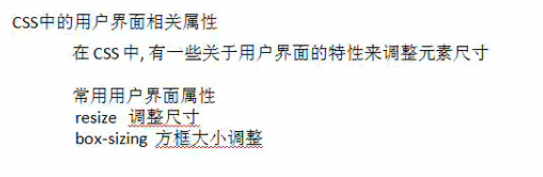 CSS中的用户界面相关属性
在 CSS 中, 有一些关于用户界面的特性来调整元素尺寸
常用用户界面属性
resize 调整尺寸
box-sizing 方框大小调整